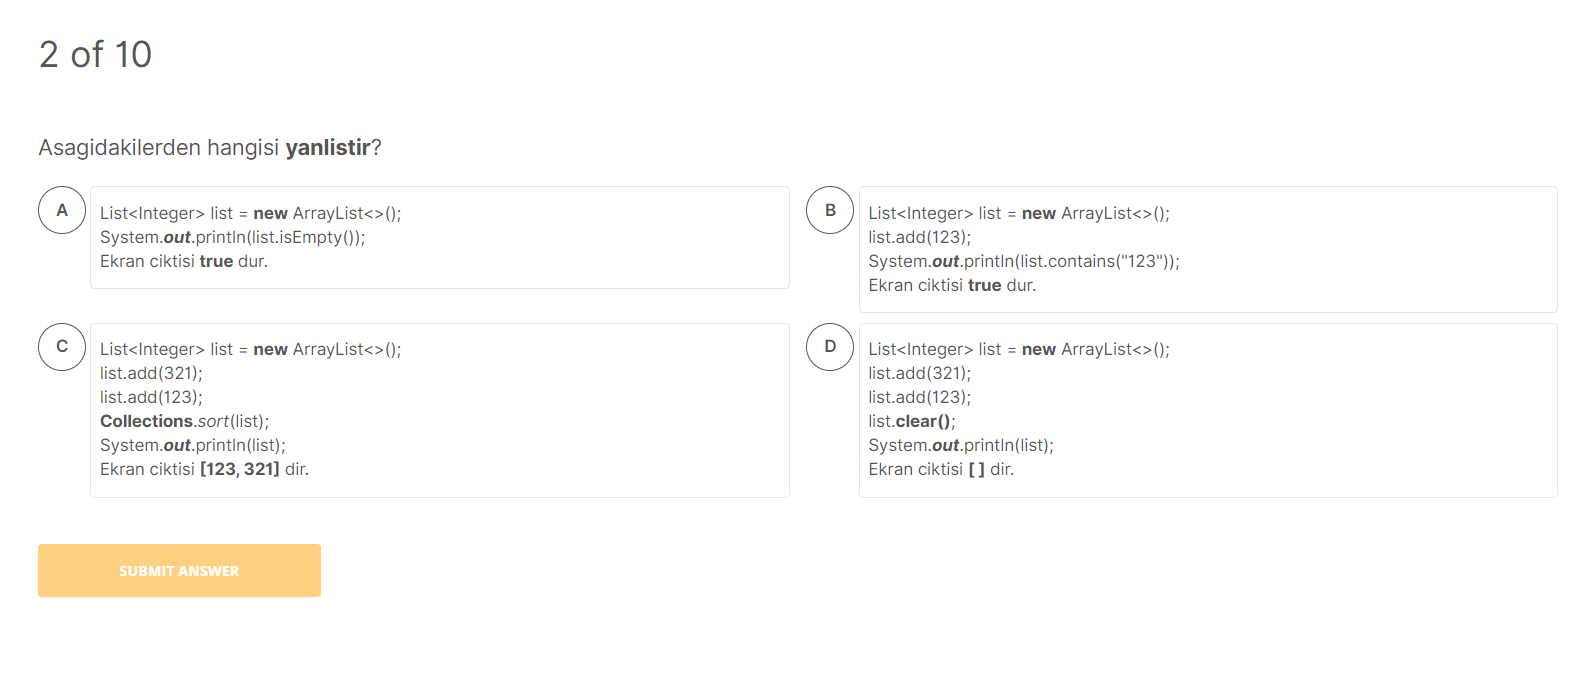 2 of 10
Asagidakilerden hangisi yanlistir?
A
List<Integer> list = new ArrayList<>();
System.out.println(list.isEmpty());
Ekran ciktisi true dur.
B
List<Integer> list = new ArrayList<>();
list.add(123);
System.out.println(list.contains("123"));
Ekran ciktisi true dur.
C
List<Integer> list = new ArrayList<>();
list.add(321);
list.add(123);
Collections.sort(list);
System.out.println(list);
Ekran ciktisi [123, 321] dir.
D
List<Integer> list = new ArrayList<>();
list.add(321);
list.add(123);
list.clear();
System.out.println(list);
Ekran ciktisi [ ] dir.
SUBMIT ANSWER